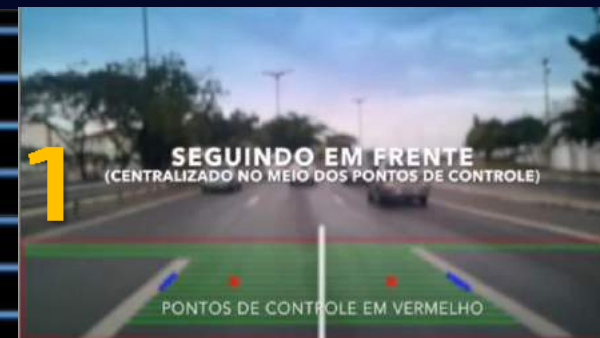 1
SEGUINDO EM FRENTE
(CENTRALIZADO NO MEIO DOS PONTOS DE CONTROLE)
PONTOS DE CONTROLE EM VERMELHO